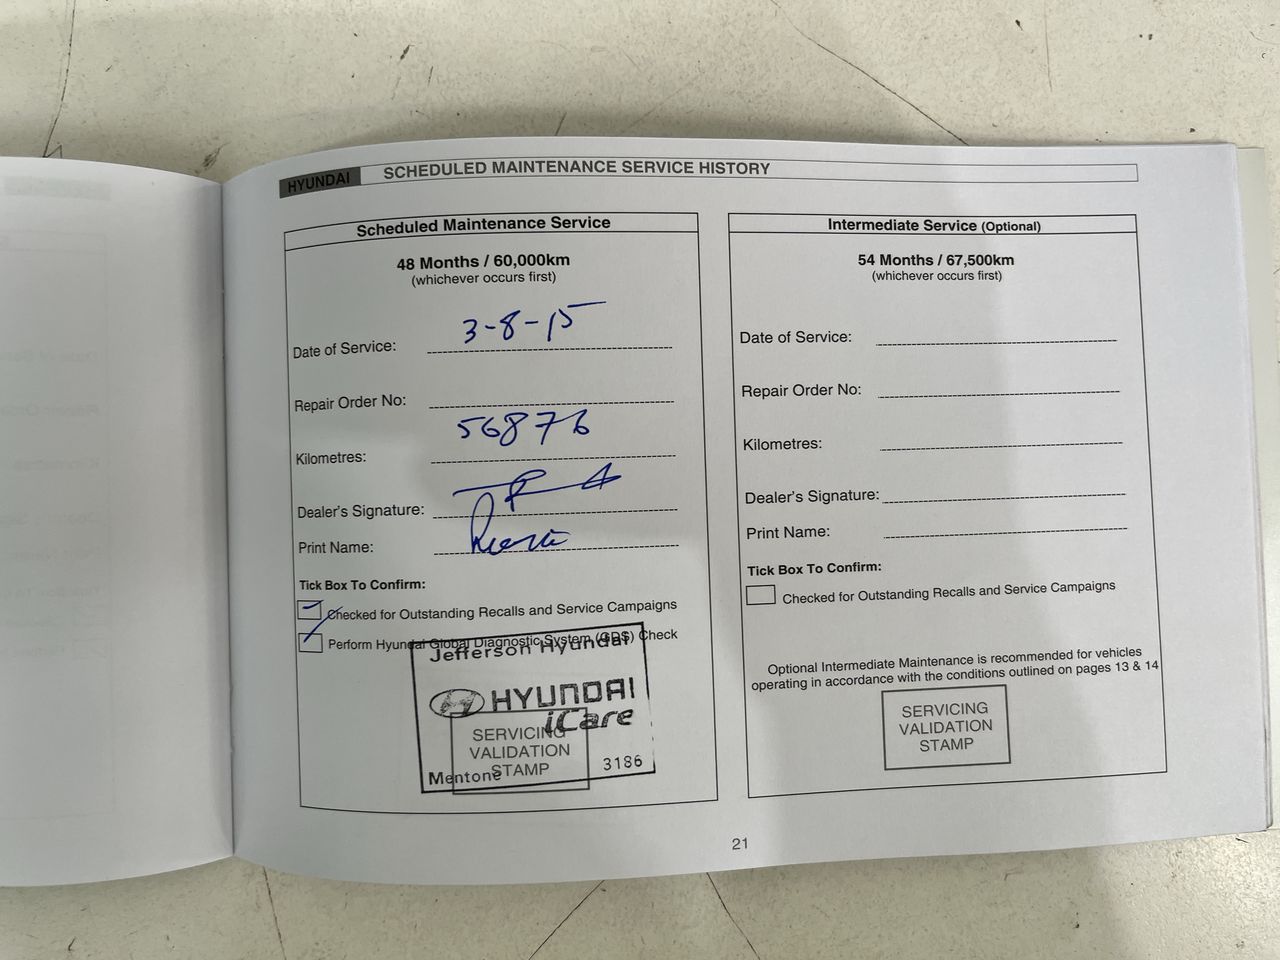 HYUNDAI SCHEDULED MAINTENANCE SERVICE HISTORY
Scheduled Maintenance Service
48 Months / 60,000km
(whichever occurs first)
Date of Service: 3-8-15
Repair Order No:
Kilometres: 56876
Dealer's Signature:
Print Name:
Tick Box To Confirm:
Checked for Outstanding Recalls and Service Campaigns
Perform Hyundai Global Diagnostic System (GDS) Check
Jefferson Hyundai
HYUNDAI
iCare
SERVICING
VALIDATION
STAMP
Mentone 3186
Intermediate Service (Optional)
54 Months / 67,500km
(whichever occurs first)
Date of Service:
Repair Order No:
Kilometres:
Dealer's Signature:
Print Name:
Tick Box To Confirm:
Checked for Outstanding Recalls and Service Campaigns
Optional Intermediate Maintenance is recommended for vehicles
operating in accordance with the conditions outlined on pages 13 & 14
SERVICING
VALIDATION
STAMP
21